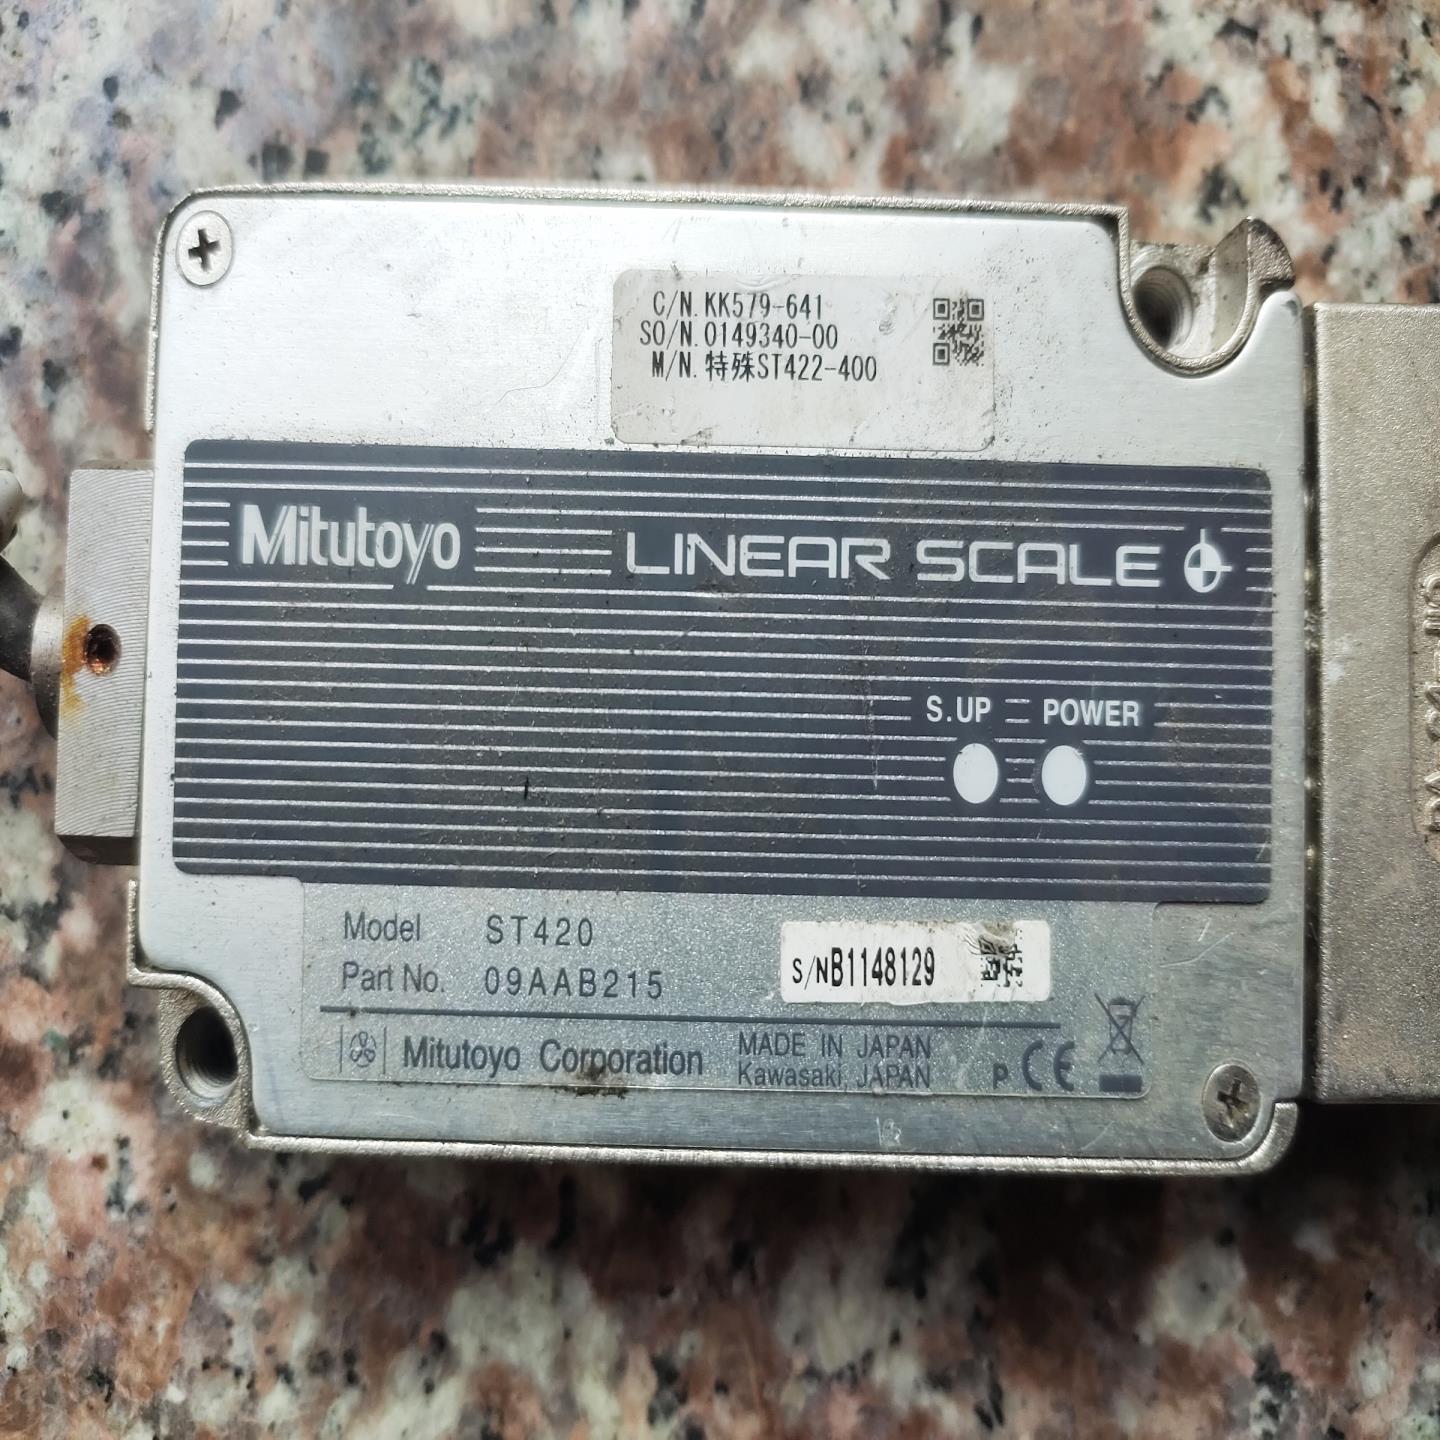 C/N.KK579-641
SO/N.0149340-00
M/N.特殊ST422-400
Mitutoyo LINEAR SCALE
S.UP POWER
Model ST420
Part No. 09AAB215
S/NB1148129
Mitutoyo Corporation
MADE IN JAPAN
Kawasaki, JAPAN
P CE